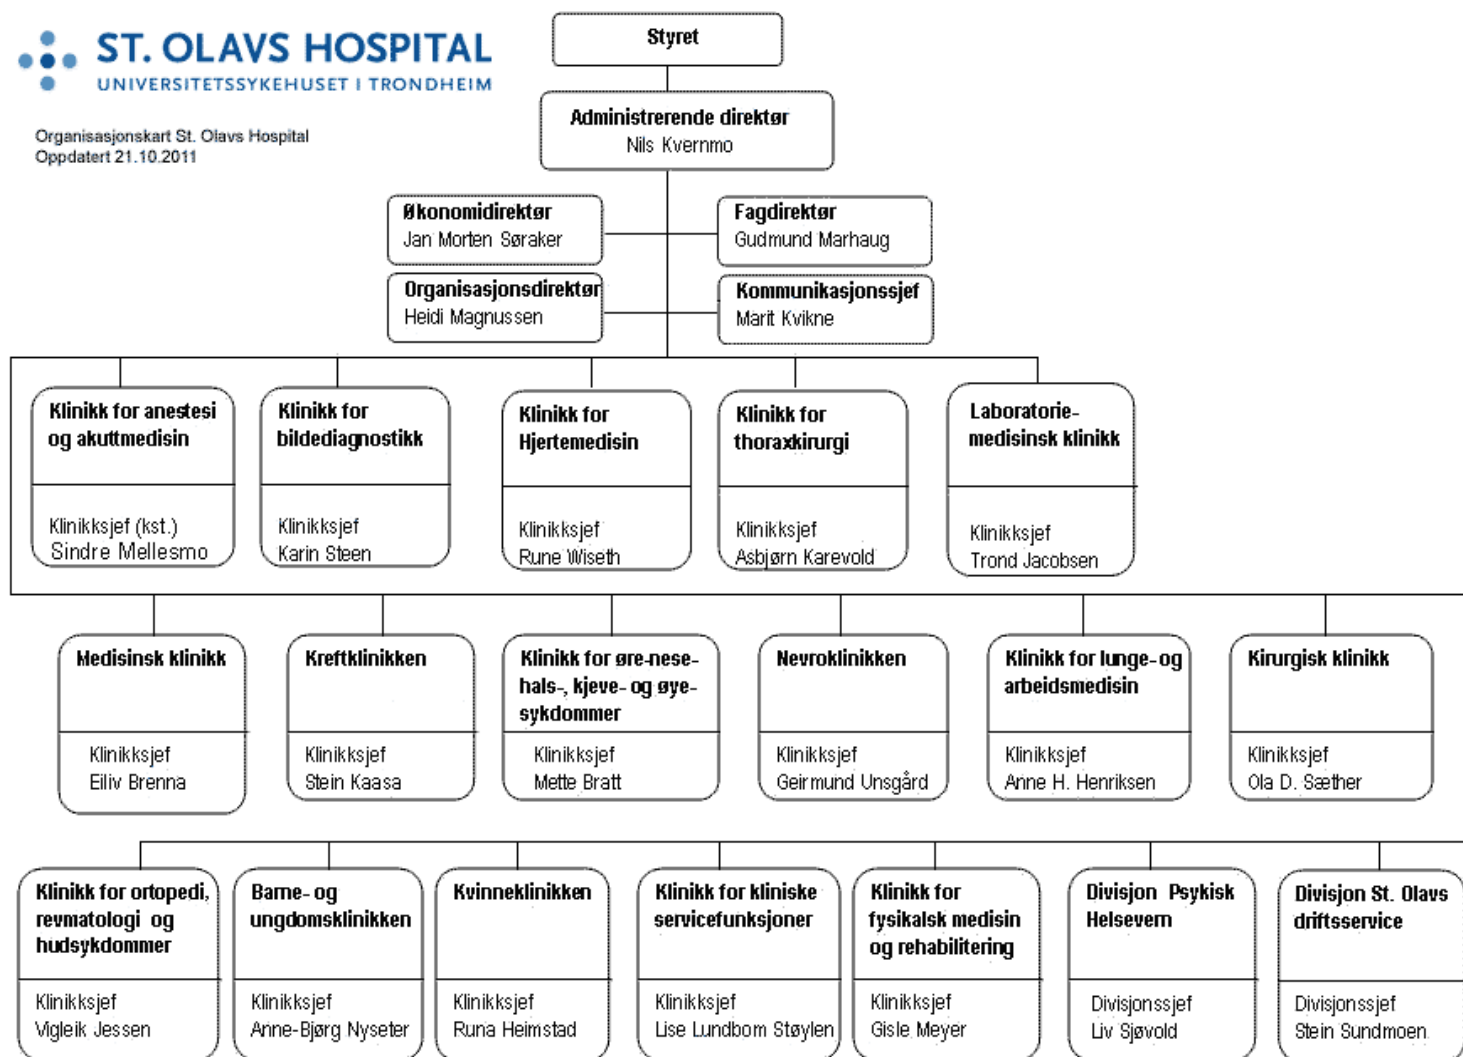 ST. OLAVS HOSPITAL
UNIVERSITETSSYKEHUSET I TRONDHEIM
Organisasjonskart St. Olavs Hospital
Oppdatert 21.10.2011
Styret
Administrerende direktør
Nils Kvernmo
Økonomidirektør
Jan Morten Søraker
Fagdirektør
Gudmund Marhaug
Organisasjonsdirektør
Heidi Magnussen
Kommunikasjonssjef
Marit Kvikne
Klinikk for anestesi
og akuttmedisin
Klinikksjef (kst.)
Sindre Mellesmo
Klinikk for
bildediagnostikk
Klinikksjef
Karin Steen
Klinikk for
Hjertemedisin
Klinikksjef
Rune Wiseth
Klinikk for
thoraxkirurgi
Klinikksjef
Asbjørn Karevold
Laboratorie-
medisinsk klinikk
Klinikksjef
Trond Jacobsen
Medisinsk klinikk
Klinikksjef
Eiliv Brenna
Kreftklinikken
Klinikksjef
Stein Kaasa
Klinikk for øre-nese-
hals-, kjeve- og øye-
sykdommer
Klinikksjef
Mette Bratt
Nevroklinikken
Klinikksjef
Geirmund Unsgård
Klinikk for lunge- og
arbeidsmedisin
Klinikksjef
Anne H. Henriksen
Kirurgisk klinikk
Klinikksjef
Ola D. Sæther
Klinikk for ortopedi,
revmatologi og
hudsykdommer
Klinikksjef
Vigleik Jessen
Barne- og
ungdomsklinikken
Klinikksjef
Anne-Bjørg Nyseter
Kvinneklinikken
Klinikksjef
Runa Heimstad
Klinikk for kliniske
servicefunksjoner
Klinikksjef
Lise Lundbom Støylen
Klinikk for
fysikalsk medisin
og rehabilitering
Klinikksjef
Gisle Meyer
Divisjon Psykisk
Helsevern
Divisjonssjef
Liv Sjøvold
Divisjon St. Olavs
driftsservice
Divisjonssjef
Stein Sundmoen